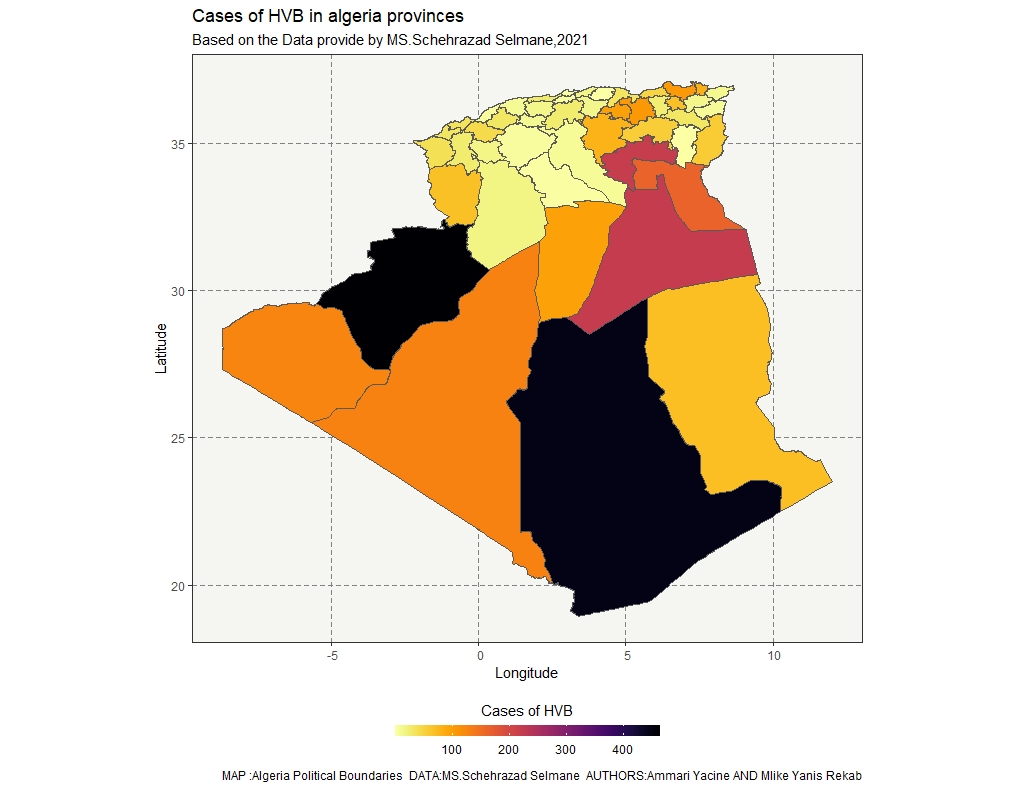 Cases of HVB in algeria provinces
Based on the Data provide by MS.Schehrazad Selmane,2021
35
30
25
20
Latitude
-5 0 5 10
Longitude
Cases of HVB
100 200 300 400
MAP :Algeria Political Boundaries DATA:MS.Schehrazad Selmane AUTHORS:Ammari Yacine AND Mlike Yanis Rekab